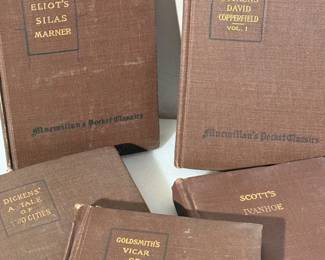 ELIOT'S
SILAS
MARNER
Macmillan's Pocket Classics
DAVID
COPPERFIELD
VOL. I
Macmillan's Pocket Classics
DICKENS'
A TALE
OF
TWO CITIES
GOLDSMITH'S
VICAR
SCOTT'S
IVANHOE